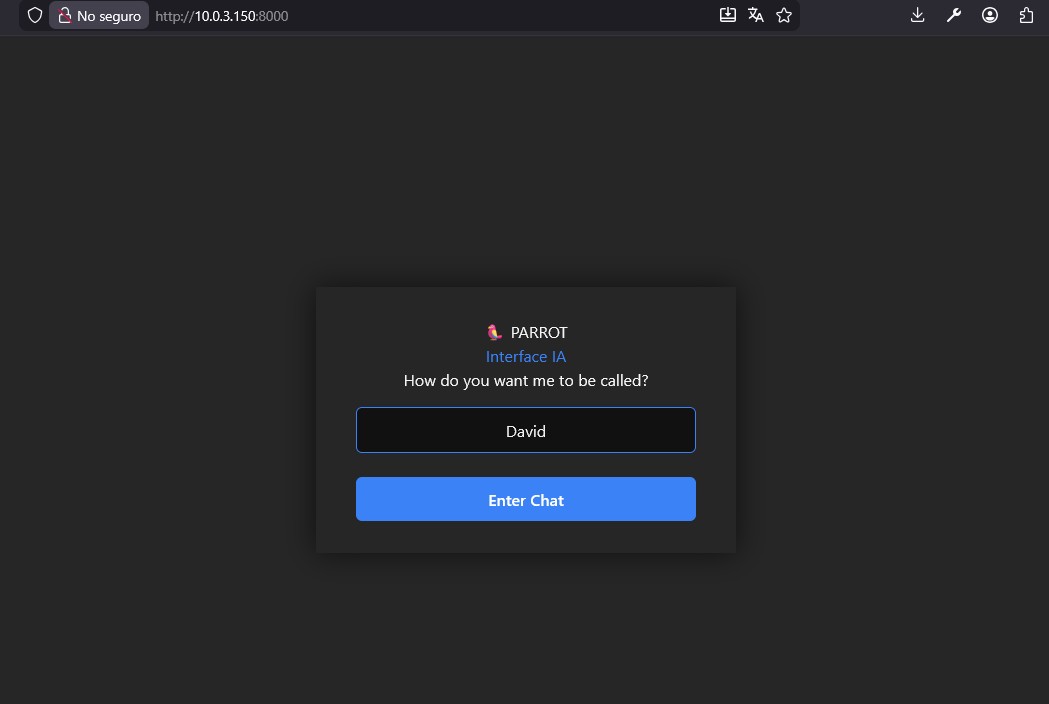 No seguro http://10.0.3.150:8000
PARROT
Interface IA
How do you want me to be called?
David
Enter Chat